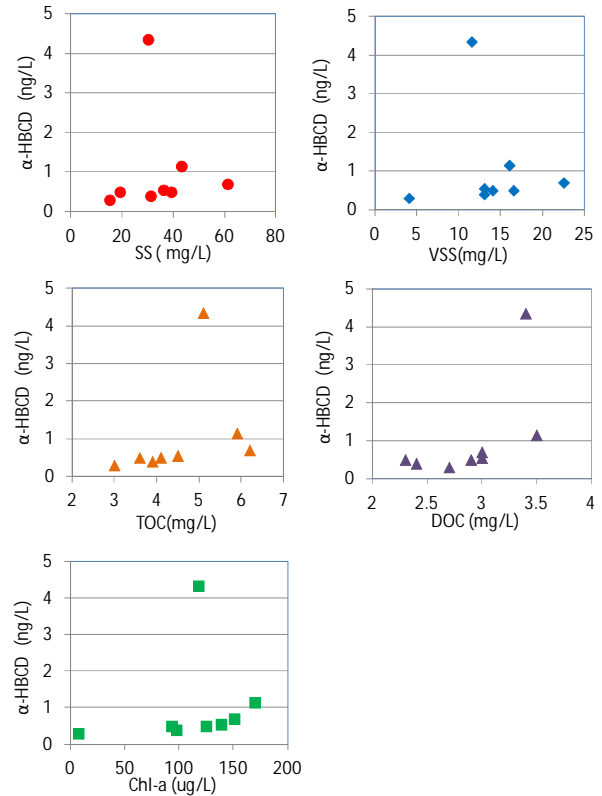 5
4
3
2
1
0
α-HBCD (ng/L)
0 20 40 60 80
SS ( mg/L)
5
4
3
2
1
0
α-HBCD (ng/L)
0 5 10 15 20 25
VSS(mg/L)
5
4
3
2
1
0
α-HBCD (ng/L)
2 3 4 5 6 7
TOC(mg/L)
5
4
3
2
1
0
α-HBCD (ng/L)
2 2.5 3 3.5 4
DOC (mg/L)
5
4
3
2
1
0
α-HBCD (ng/L)
0 50 100 150 200
Chl-a (ug/L)